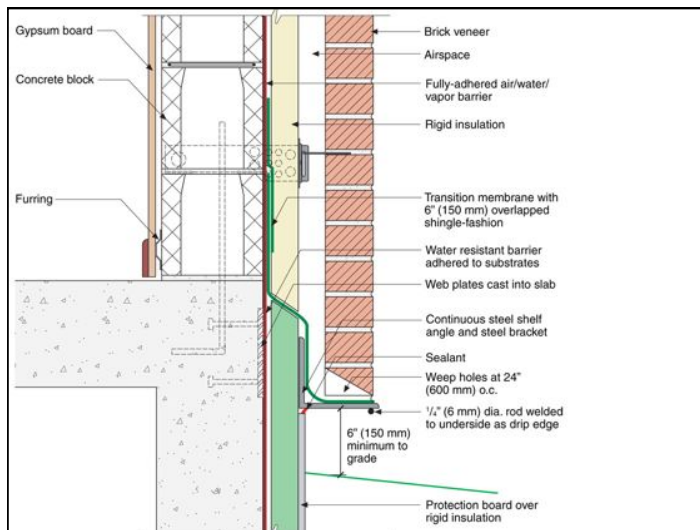 Gypsum board
Concrete block
Furring
Brick veneer
Airspace
Fully-adhered air/water/
vapor barrier
Rigid insulation
Transition membrane with
6" (150 mm) overlapped
shingle-fashion
Water resistant barrier
adhered to substrates
Web plates cast into slab
Continuous steel shelf
angle and steel bracket
Sealant
Weep holes at 24"
(600 mm) o.c.
1/4" (6 mm) dia. rod welded
to underside as drip edge
6" (150 mm)
minimum to
grade
Protection board over
rigid insulation